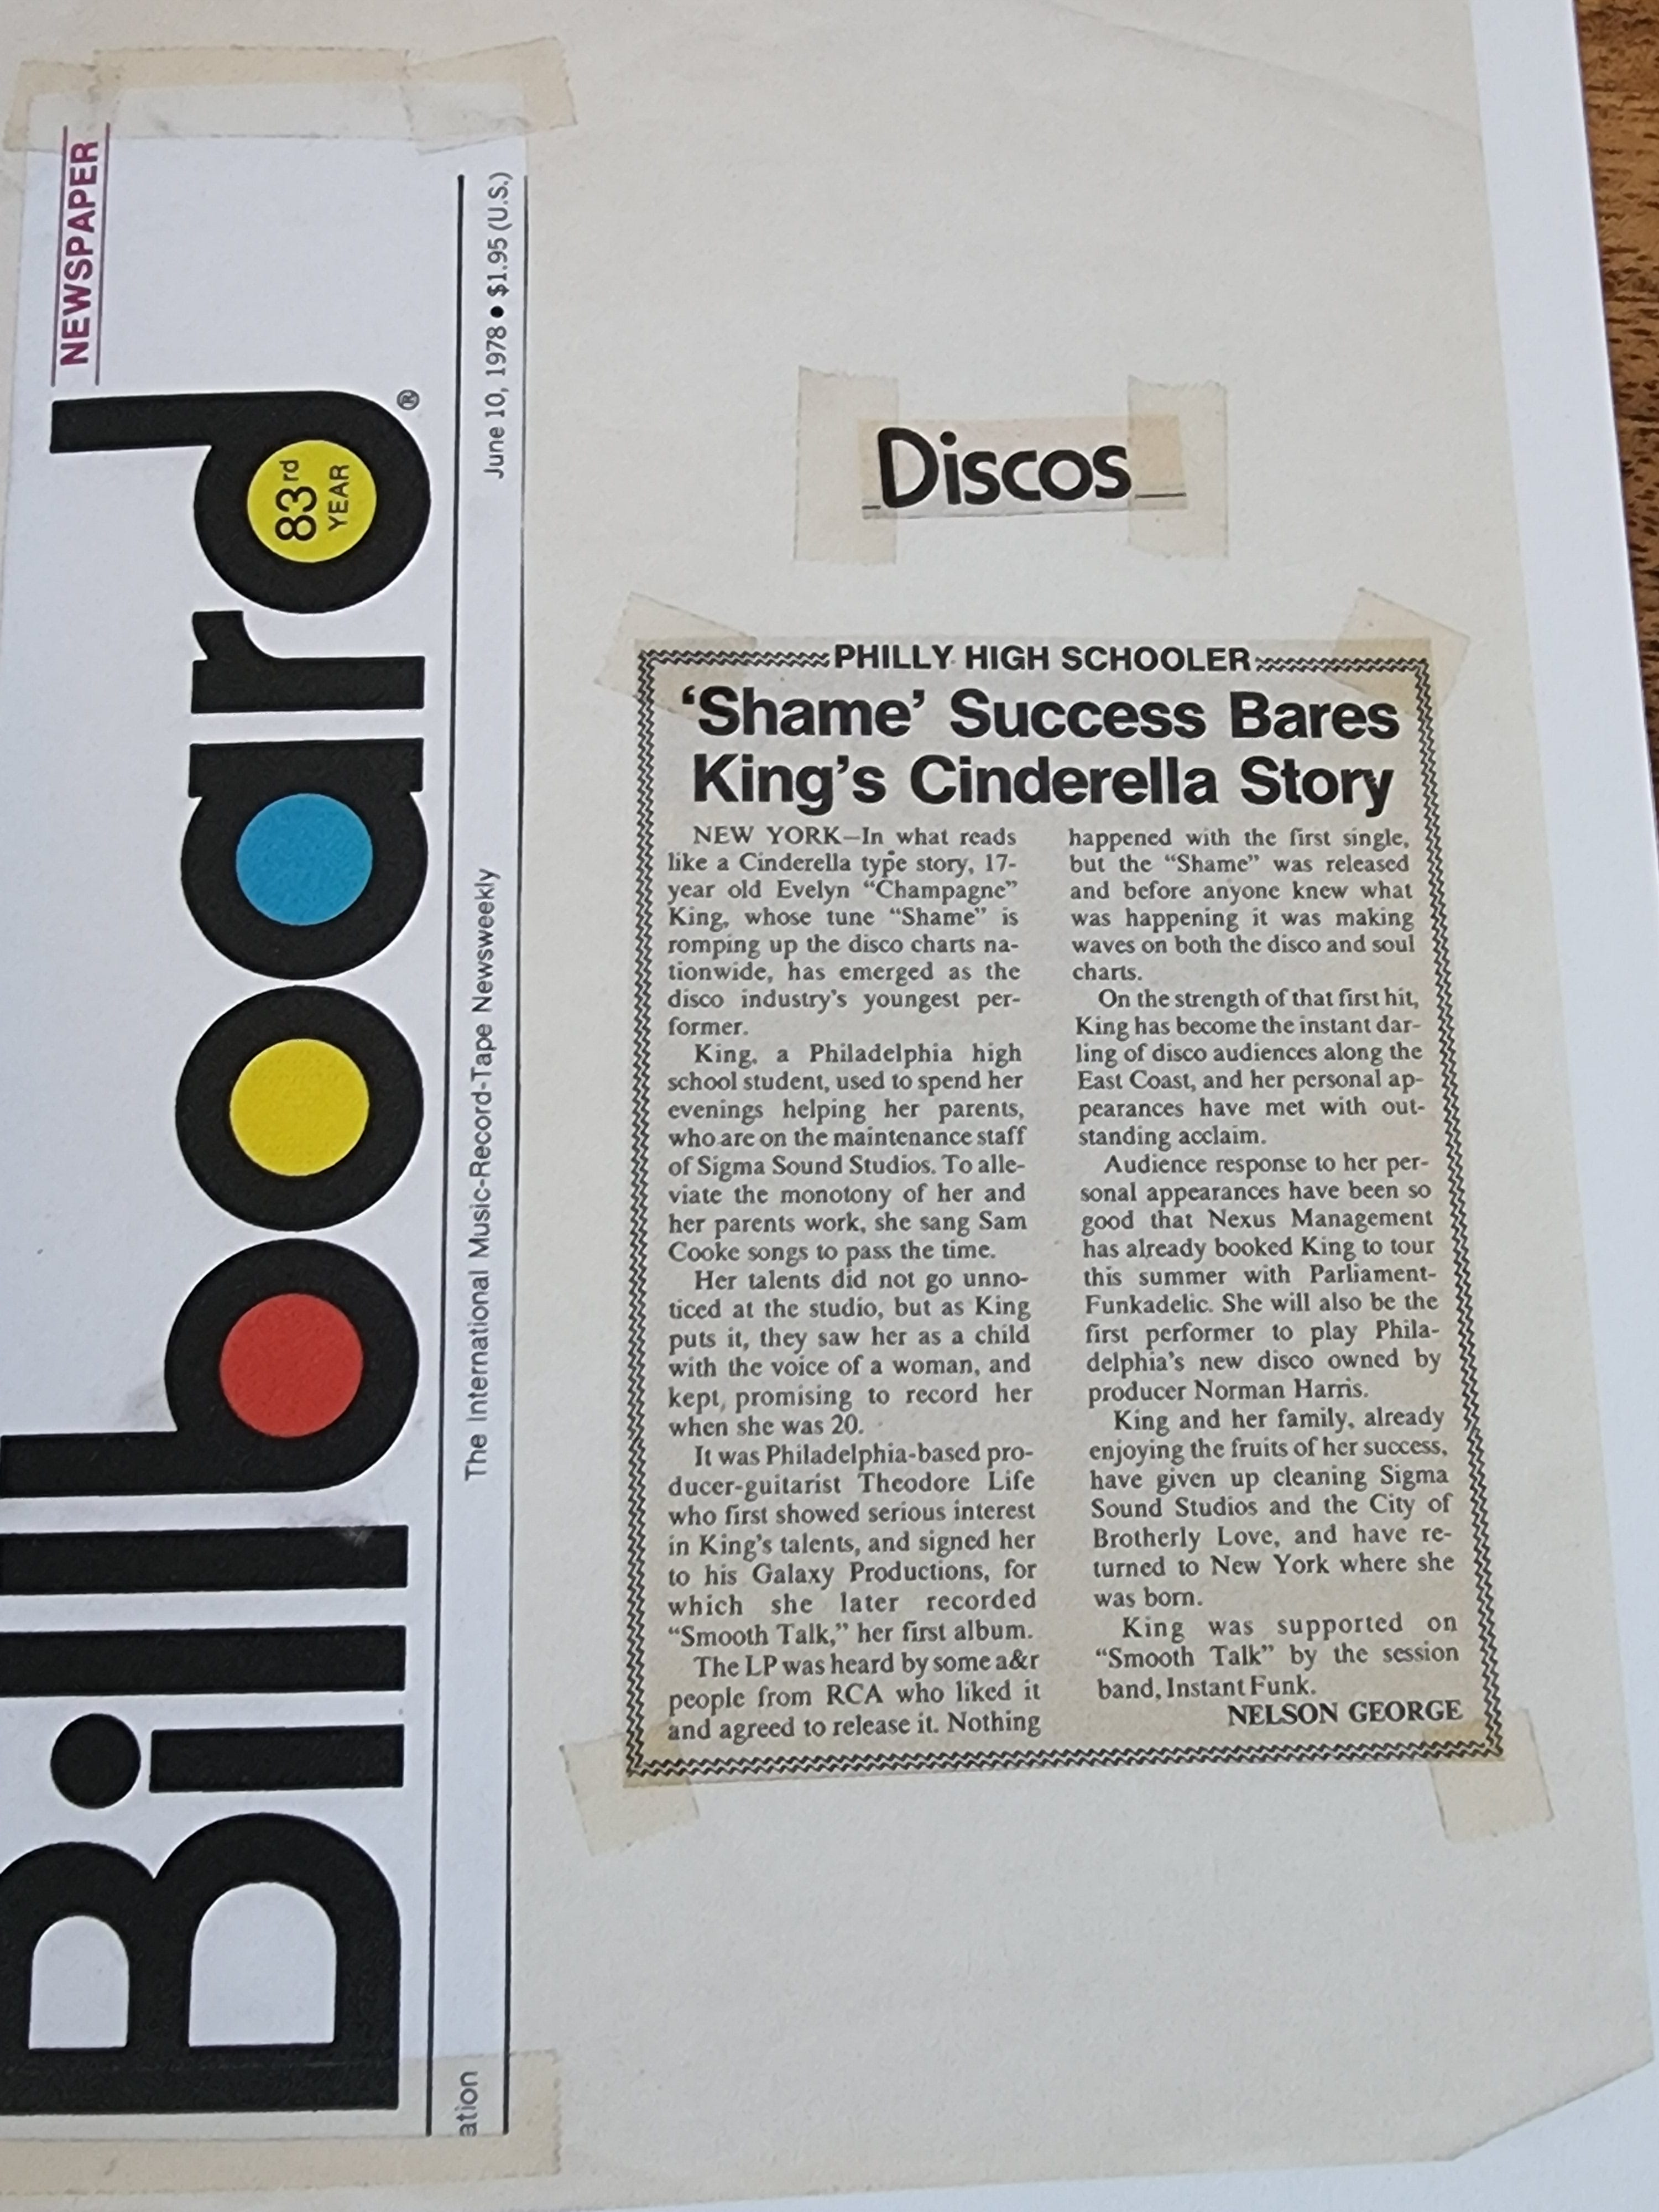 Billboard
83rd
YEAR
®
NEWSPAPER
ation
The International Music-Record-Tape Newsweekly
June 10, 1978 • $1.95 (U.S.)
Discos
PHILLY HIGH SCHOOLER
‘Shame’ Success Bares
King’s Cinderella Story
NEW YORK—In what reads
like a Cinderella type story, 17-
year old Evelyn “Champagne”
King, whose tune “Shame” is
romping up the disco charts na-
tionwide, has emerged as the
disco industry’s youngest per-
former.
King, a Philadelphia high
school student, used to spend her
evenings helping her parents,
who are on the maintenance staff
of Sigma Sound Studios. To alle-
viate the monotony of her and
her parents work, she sang Sam
Cooke songs to pass the time.
Her talents did not go unno-
ticed at the studio, but as King
puts it, they saw her as a child
with the voice of a woman, and
kept, promising to record her
when she was 20.
It was Philadelphia-based pro-
ducer-guitarist Theodore Life
who first showed serious interest
in King’s talents, and signed her
to his Galaxy Productions, for
which she later recorded
“Smooth Talk,” her first album.
The LP was heard by some a&r
people from RCA who liked it
and agreed to release it. Nothing
happened with the first single,
but the “Shame” was released
and before anyone knew what
was happening it was making
waves on both the disco and soul
charts.
On the strength of that first hit,
King has become the instant dar-
ling of disco audiences along the
East Coast, and her personal ap-
pearances have met with out-
standing acclaim.
Audience response to her per-
sonal appearances have been so
good that Nexus Management
has already booked King to tour
this summer with Parliament-
Funkadelic. She will also be the
first performer to play Phila-
delphia’s new disco owned by
producer Norman Harris.
King and her family, already
enjoying the fruits of her success,
have given up cleaning Sigma
Sound Studios and the City of
Brotherly Love, and have re-
turned to New York where she
was born.
King was supported on
“Smooth Talk” by the session
band, Instant Funk.
NELSON GEORGE